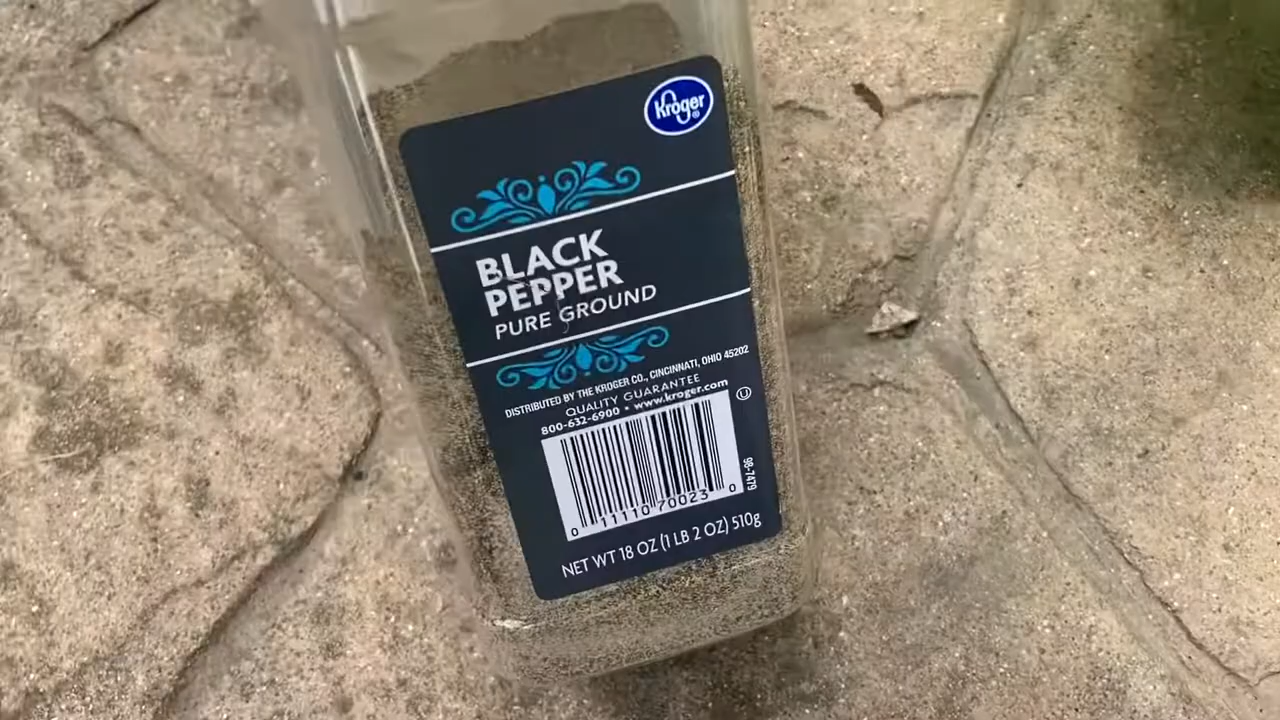 Kroger®
BLACK
PEPPER
PURE GROUND
DISTRIBUTED BY THE KROGER CO., CINCINNATI, OHIO 45202
QUALITY GUARANTEE
800-632-6900 • www.kroger.com
U
98-7479
0 11110 70023 0
NET WT 18 OZ (1 LB 2 OZ) 510g